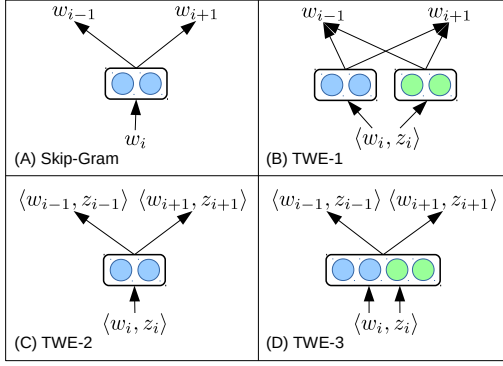 w_{i-1} w_{i+1}
w_i
(A) Skip-Gram
w_{i-1} w_{i+1}
⟨w_i, z_i⟩
(B) TWE-1
⟨w_{i-1}, z_{i-1}⟩ ⟨w_{i+1}, z_{i+1}⟩
⟨w_i, z_i⟩
(C) TWE-2
⟨w_{i-1}, z_{i-1}⟩ ⟨w_{i+1}, z_{i+1}⟩
⟨w_i, z_i⟩
(D) TWE-3